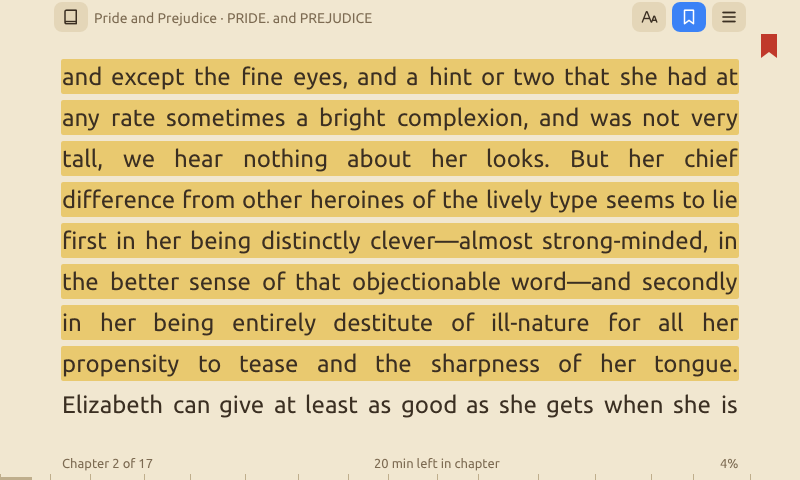 Pride and Prejudice · PRIDE. and PREJUDICE
AA
and except the fine eyes, and a hint or two that she had at
any rate sometimes a bright complexion, and was not very
tall, we hear nothing about her looks. But her chief
difference from other heroines of the lively type seems to lie
first in her being distinctly clever—almost strong-minded, in
the better sense of that objectionable word—and secondly
in her being entirely destitute of ill-nature for all her
propensity to tease and the sharpness of her tongue.
Elizabeth can give at least as good as she gets when she is
Chapter 2 of 17
20 min left in chapter
4%